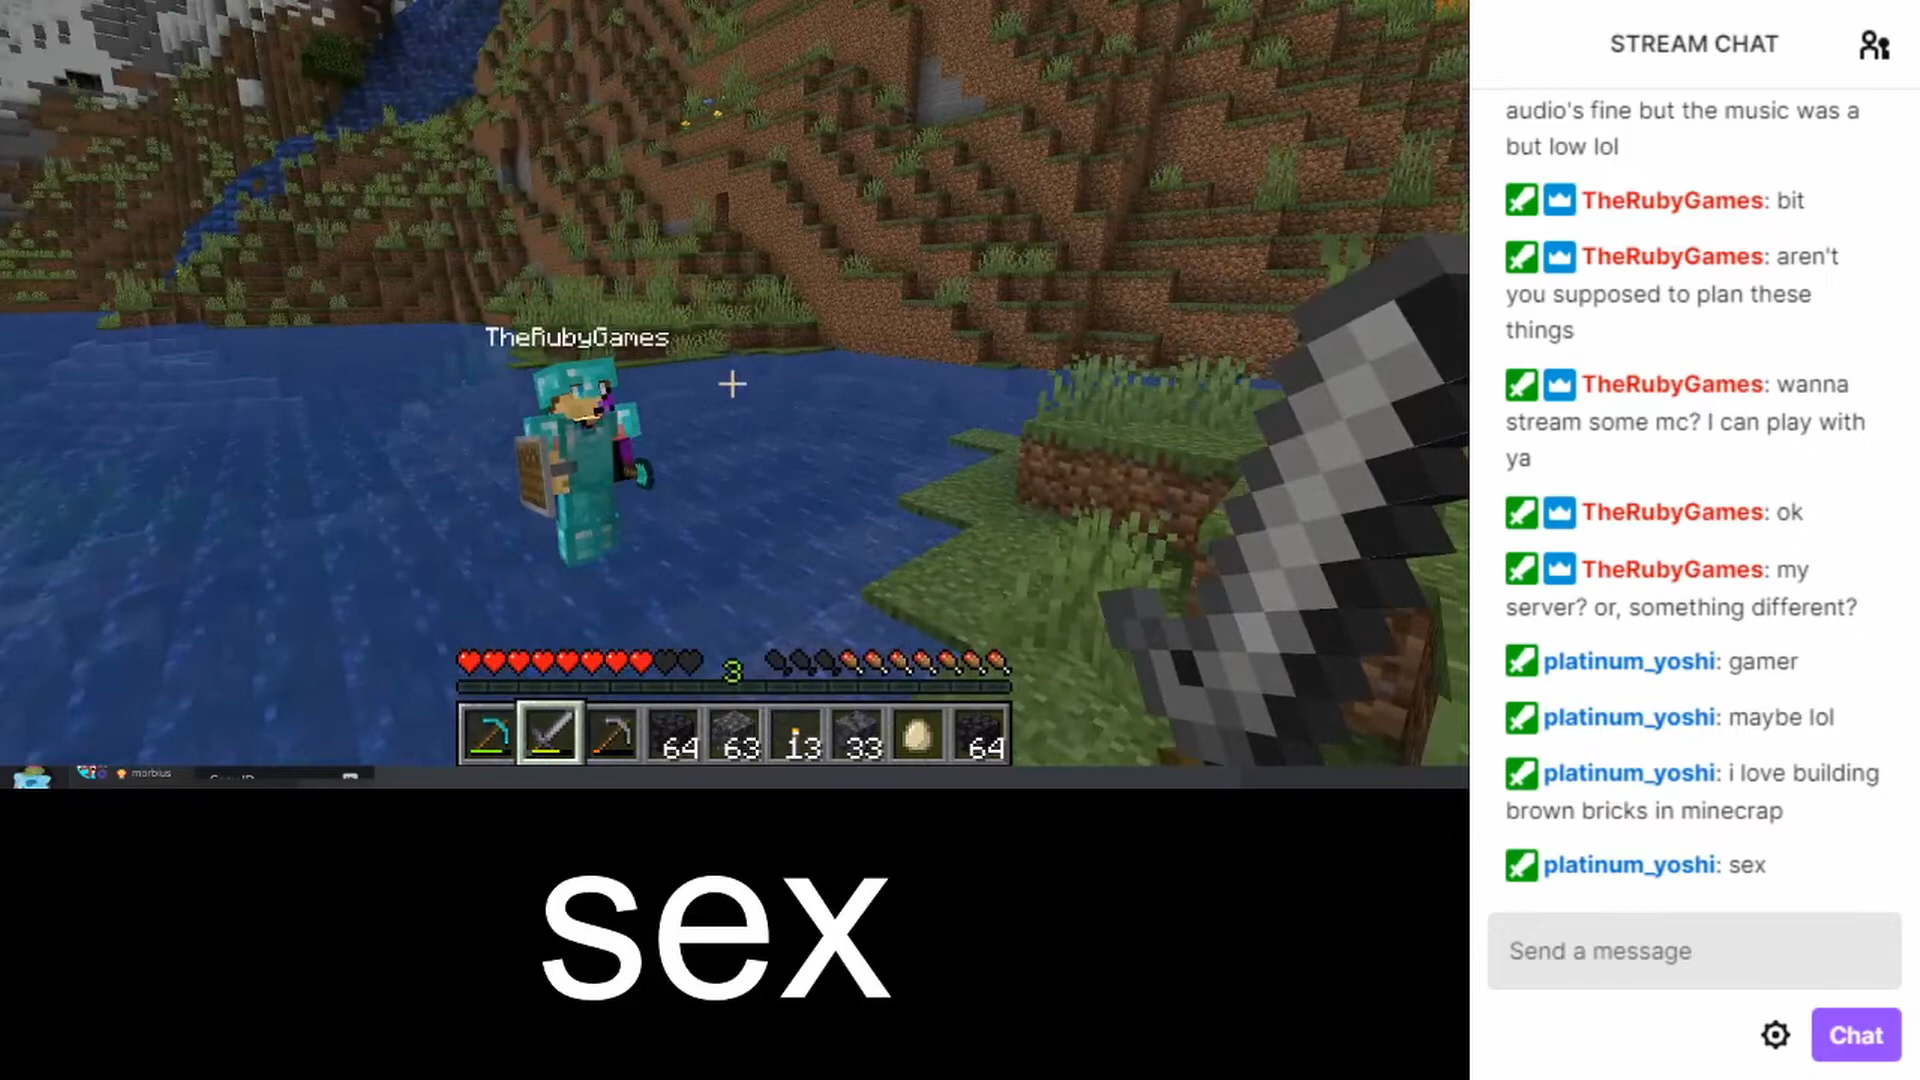 TheRubyGames
3
64
63
13
33
64
morbius
sex
STREAM CHAT
audio's fine but the music was a
but low lol
TheRubyGames: bit
TheRubyGames: aren't
you supposed to plan these
things
TheRubyGames: wanna
stream some mc? I can play with
ya
TheRubyGames: ok
TheRubyGames: my
server? or, something different?
platinum_yoshi: gamer
platinum_yoshi: maybe lol
platinum_yoshi: i love building
brown bricks in minecrap
platinum_yoshi: sex
Send a message
Chat